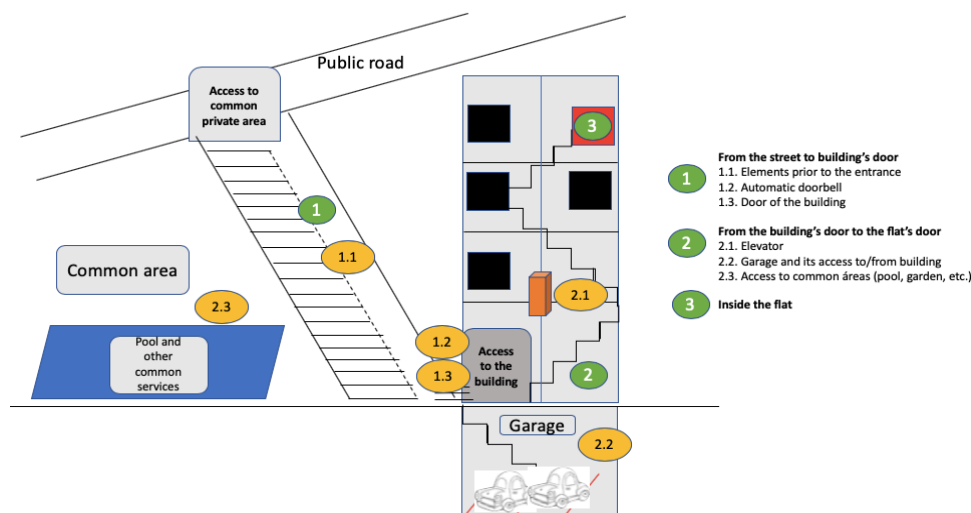 Public road
Access to
common
private area
3
1
1.1
Common area
2.3
Pool and
other
common
services
2.1
1.2
1.3
Access
to the
building
2
Garage
2.2
1
From the street to building's door
1.1. Elements prior to the entrance
1.2. Automatic doorbell
1.3. Door of the building
2
From the building's door to the flat's door
2.1. Elevator
2.2. Garage and its access to/from building
2.3. Access to common áreas (pool, garden, etc.)
3
Inside the flat